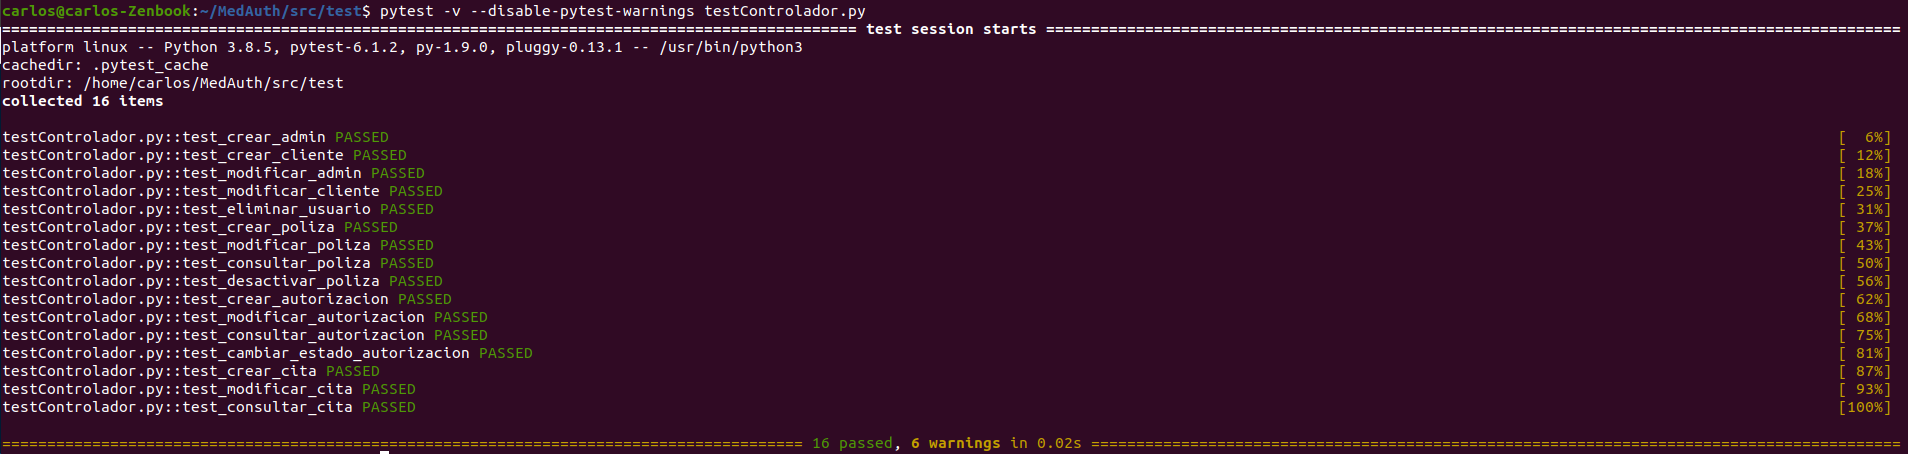 carlos@carlos-Zenbook:~/MedAuth/src/test$ pytest -v --disable-pytest-warnings testControlador.py
=============================================================================================== test session starts ===============================================================================================
platform linux -- Python 3.8.5, pytest-6.1.2, py-1.9.0, pluggy-0.13.1 -- /usr/bin/python3
cachedir: .pytest_cache
rootdir: /home/carlos/MedAuth/src/test
collected 16 items
testControlador.py::test_crear_admin PASSED [  6%]
testControlador.py::test_crear_cliente PASSED [ 12%]
testControlador.py::test_modificar_admin PASSED [ 18%]
testControlador.py::test_modificar_cliente PASSED [ 25%]
testControlador.py::test_eliminar_usuario PASSED [ 31%]
testControlador.py::test_crear_poliza PASSED [ 37%]
testControlador.py::test_modificar_poliza PASSED [ 43%]
testControlador.py::test_consultar_poliza PASSED [ 50%]
testControlador.py::test_desactivar_poliza PASSED [ 56%]
testControlador.py::test_crear_autorizacion PASSED [ 62%]
testControlador.py::test_modificar_autorizacion PASSED [ 68%]
testControlador.py::test_consultar_autorizacion PASSED [ 75%]
testControlador.py::test_cambiar_estado_autorizacion PASSED [ 81%]
testControlador.py::test_crear_cita PASSED [ 87%]
testControlador.py::test_modificar_cita PASSED [ 93%]
testControlador.py::test_consultar_cita PASSED [100%]
========================================================================================= 16 passed, 6 warnings in 0.02s ==========================================================================================